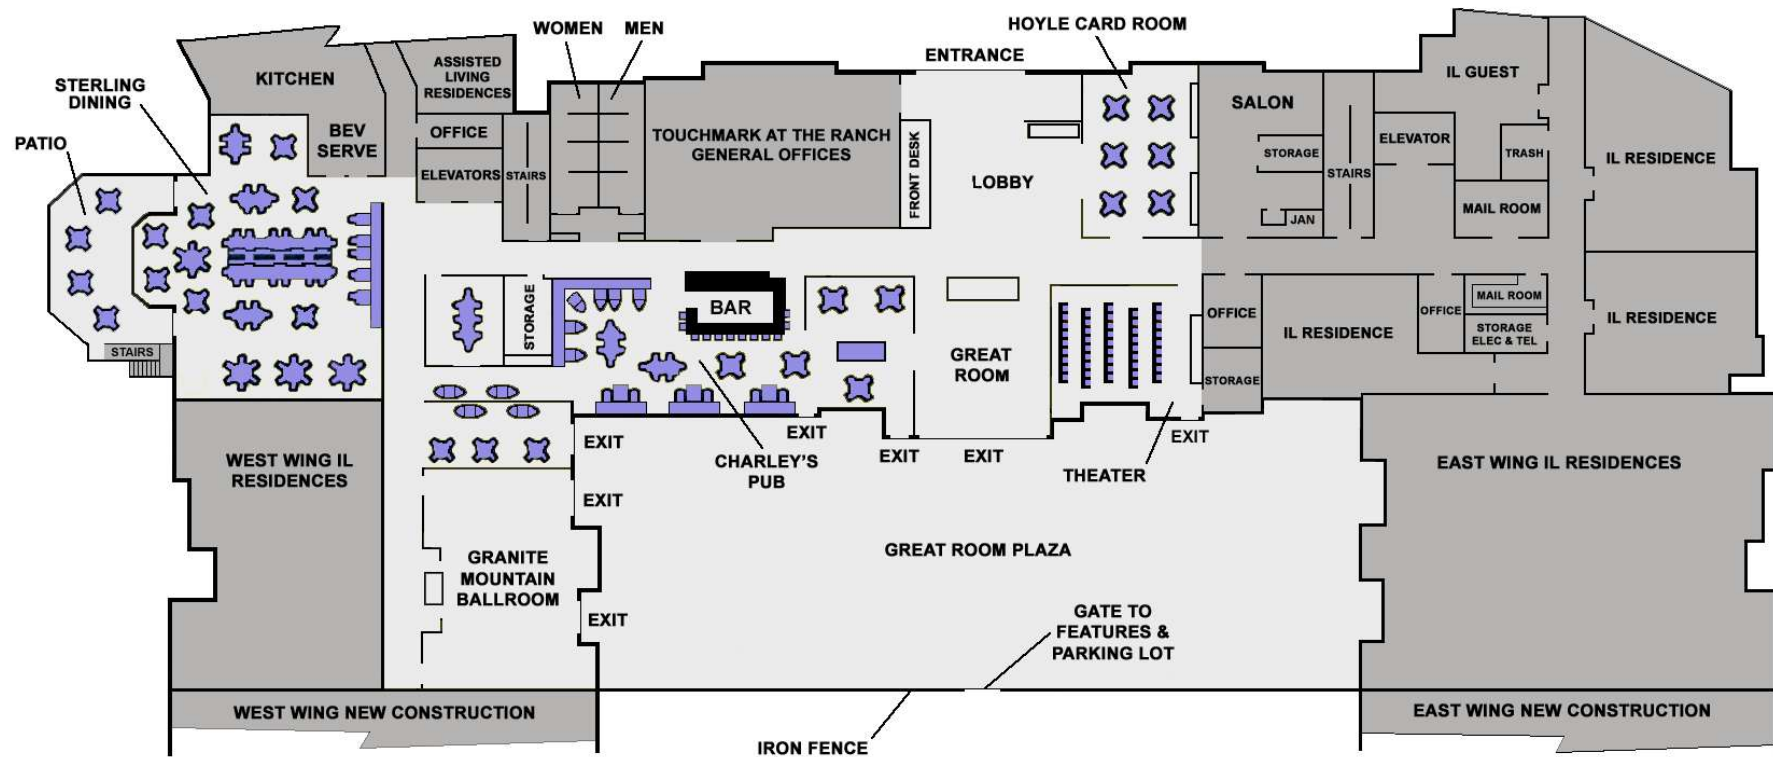 WOMEN
MEN
HOYLE CARD ROOM
ENTRANCE
KITCHEN
ASSISTED
LIVING
RESIDENCES
IL GUEST
STERLING
DINING
SALON
PATIO
BEV
SERVE
OFFICE
TOUCHMARK AT THE RANCH
GENERAL OFFICES
FRONT DESK
LOBBY
STORAGE
STAIRS
ELEVATOR
TRASH
IL RESIDENCE
ELEVATORS
STAIRS
JAN
MAIL ROOM
STORAGE
BAR
OFFICE
IL RESIDENCE
OFFICE
MAIL ROOM
STORAGE
ELEC & TEL
IL RESIDENCE
STAIRS
GREAT
ROOM
STORAGE
EXIT
EXIT
EXIT
EXIT
EXIT
CHARLEY'S
PUB
THEATER
WEST WING IL
RESIDENCES
EAST WING IL RESIDENCES
EXIT
GRANITE
MOUNTAIN
BALLROOM
GREAT ROOM PLAZA
EXIT
GATE TO
FEATURES &
PARKING LOT
WEST WING NEW CONSTRUCTION
EAST WING NEW CONSTRUCTION
IRON FENCE